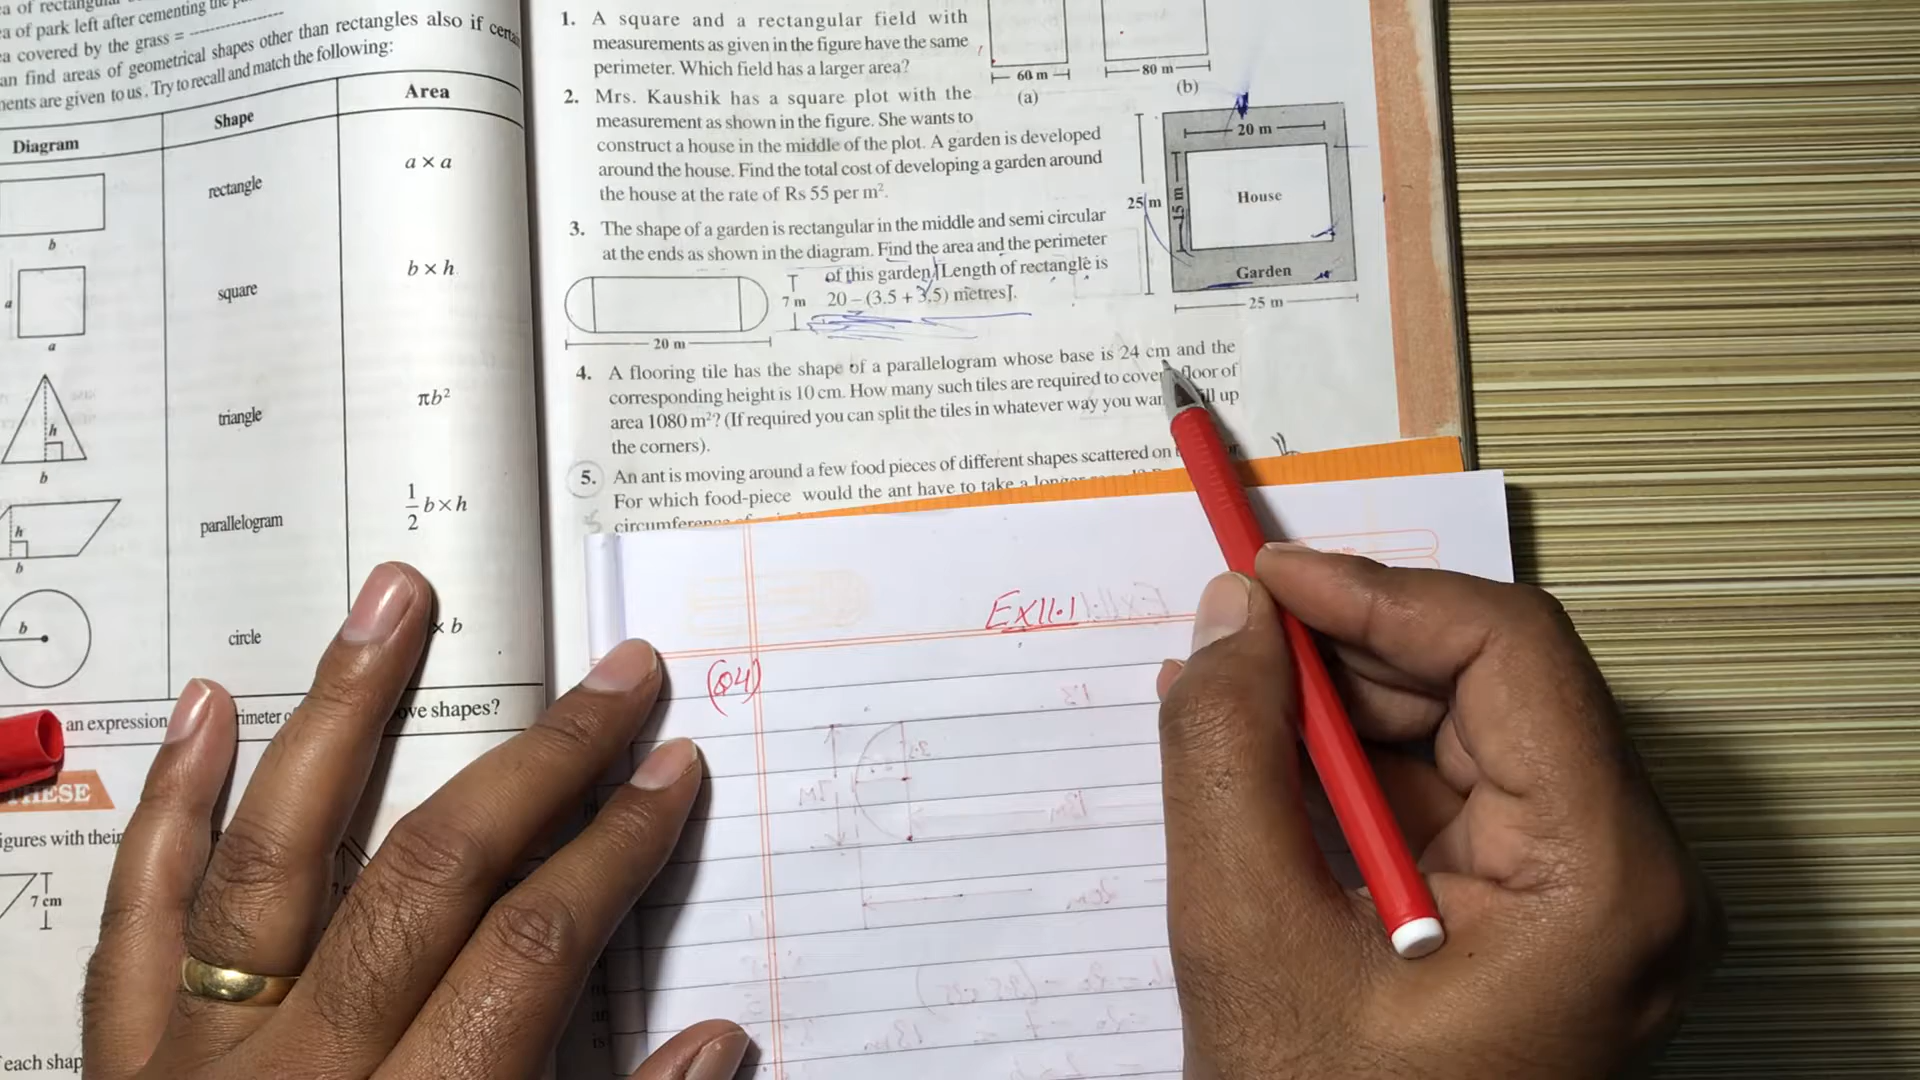 a of park left after cementing the
a covered by the grass =
an find areas of geometrical shapes other than rectangles also if
ments are given to us. Try to recall and match the following:
Diagram
Shape
Area
rectangle
a × a
b
square
b × h
a
a
triangle
πb²
h
b
parallelogram
1/2 b × h
h
b
circle
× b
b
an expression
ove shapes?
HESE
igures with their
7 cm
each shap
1. A square and a rectangular field with
measurements as given in the figure have the same
perimeter. Which field has a larger area?
60 m
80 m
(a)
(b)
2. Mrs. Kaushik has a square plot with the
measurement as shown in the figure. She wants to
construct a house in the middle of the plot. A garden is developed
around the house. Find the total cost of developing a garden around
the house at the rate of Rs 55 per m².
20 m
House
15 m
25 m
Garden
25 m
3. The shape of a garden is rectangular in the middle and semi circular
at the ends as shown in the diagram. Find the area and the perimeter
of this garden [Length of rectangle is
20 – (3.5 + 3.5) metres].
7 m
20 m
4. A flooring tile has the shape of a parallelogram whose base is 24 cm and the
corresponding height is 10 cm. How many such tiles are required to cover floor of
area 1080 m²? (If required you can split the tiles in whatever way you up
the corners).
5. An ant is moving around a few food pieces of different shapes scattered on
For which food-piece would the ant have to take a longer
circumference
Ex11.1
(Q4)